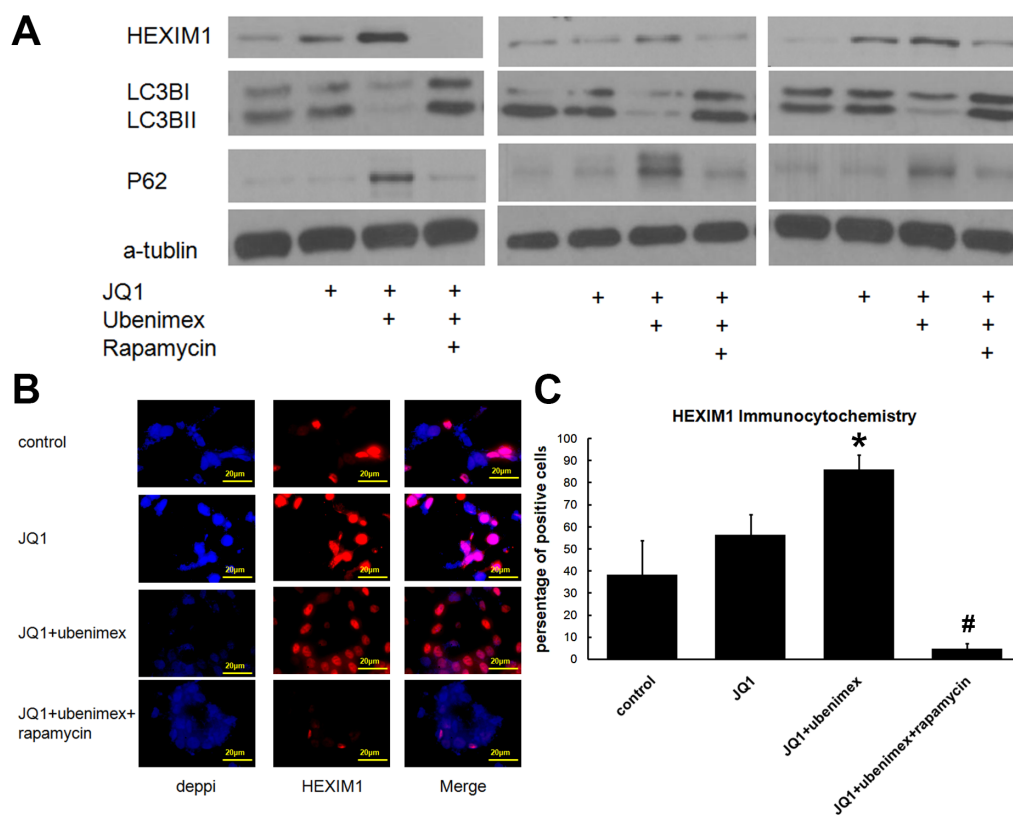 A
HEXIM1
LC3BI
LC3BII
P62
a-tublin
JQ1 + + + + + + + + +
Ubenimex + + + + + +
Rapamycin + + +
B
control
20μm 20μm 20μm
JQ1
20μm 20μm 20μm
JQ1+ubenimex
20μm 20μm 20μm
JQ1+ubenimex+
rapamycin
20μm 20μm 20μm
deppi HEXIM1 Merge
C
HEXIM1 Immunocytochemistry
persentage of positive cells
100
90
80
70
60
50
40
30
20
10
0
*
#
control
JQ1
JQ1+ubenimex
JQ1+ubenimex+rapamycin